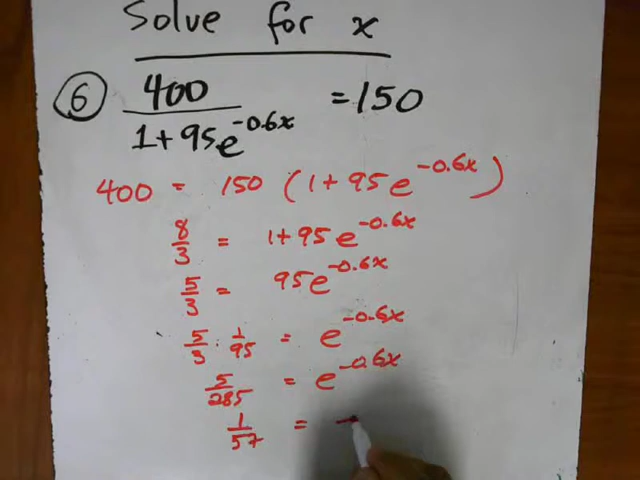 Solve for x
6 400/(1+95e^-0.6x) = 150
400 = 150 (1+95e^-0.6x)
8/3 = 1+95e^-0.6x
5/3 = 95e^-0.6x
5/3 · 1/95 = e^-0.6x
5/285 = e^-0.6x
1/57 =